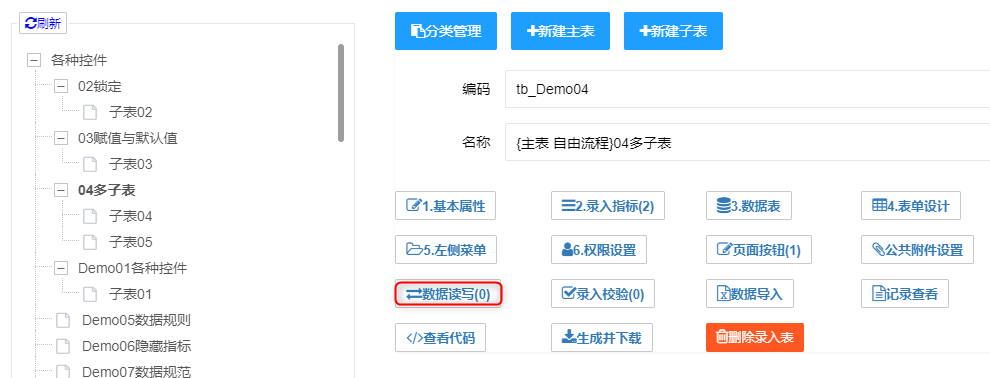 刷新
各种控件
02锁定
子表02
03赋值与默认值
子表03
04多子表
子表04
子表05
Demo01各种控件
子表01
Demo05数据规则
Demo06隐藏指标
Demo07数据规范
分类管理 新建主表 新建子表
编码 tb_Demo04
名称 {主表 自由流程}04多子表
1.基本属性 2.录入指标(2) 3.数据表 4.表单设计
5.左侧菜单 6.权限设置 页面按钮(1) 公共附件设置
数据读写(0) 录入校验(0) 数据导入 记录查看
查看代码 生成并下载 删除录入表